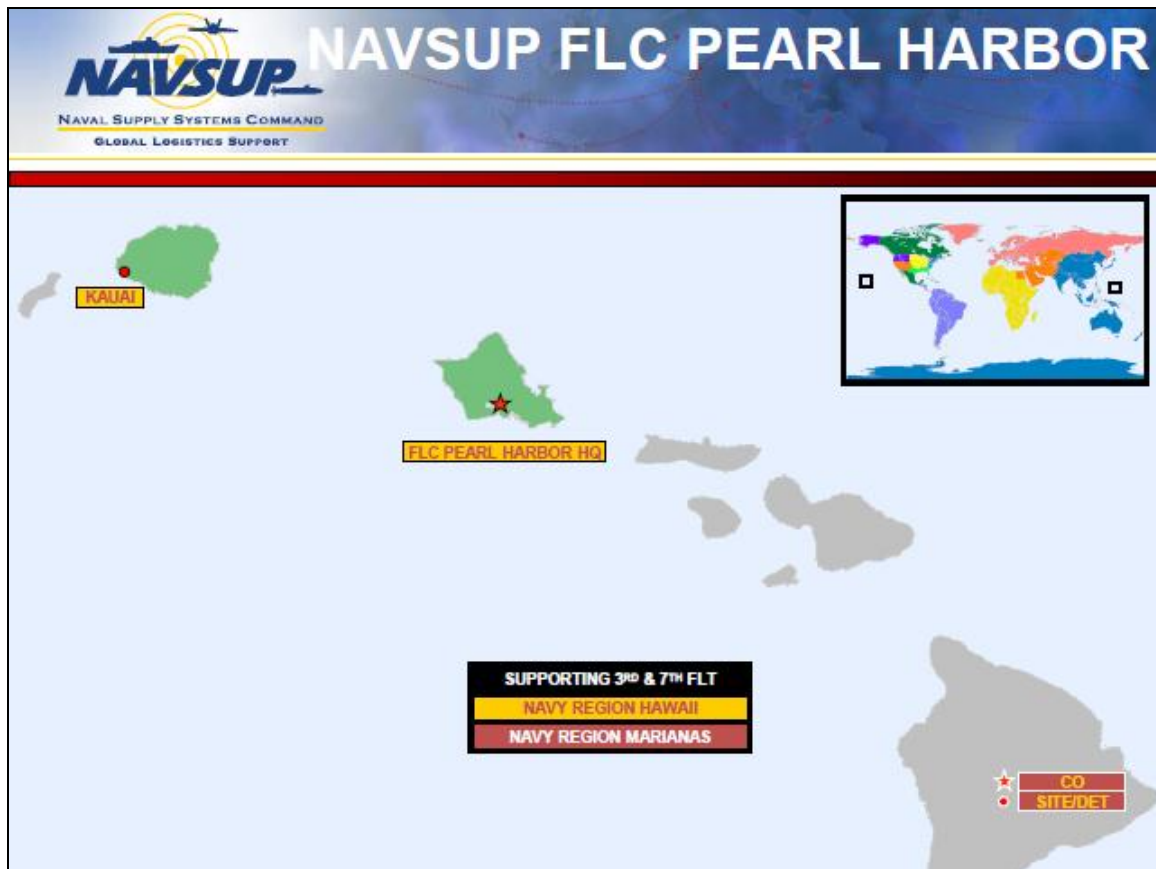 NAVSUP FLC PEARL HARBOR
NAVSUP
NAVAL SUPPLY SYSTEMS COMMAND
GLOBAL LOGISTICS SUPPORT
KAUAI
FLC PEARL HARBOR HQ
SUPPORTING 3RD & 7TH FLT
NAVY REGION HAWAII
NAVY REGION MARIANAS
CO
SITE/DET